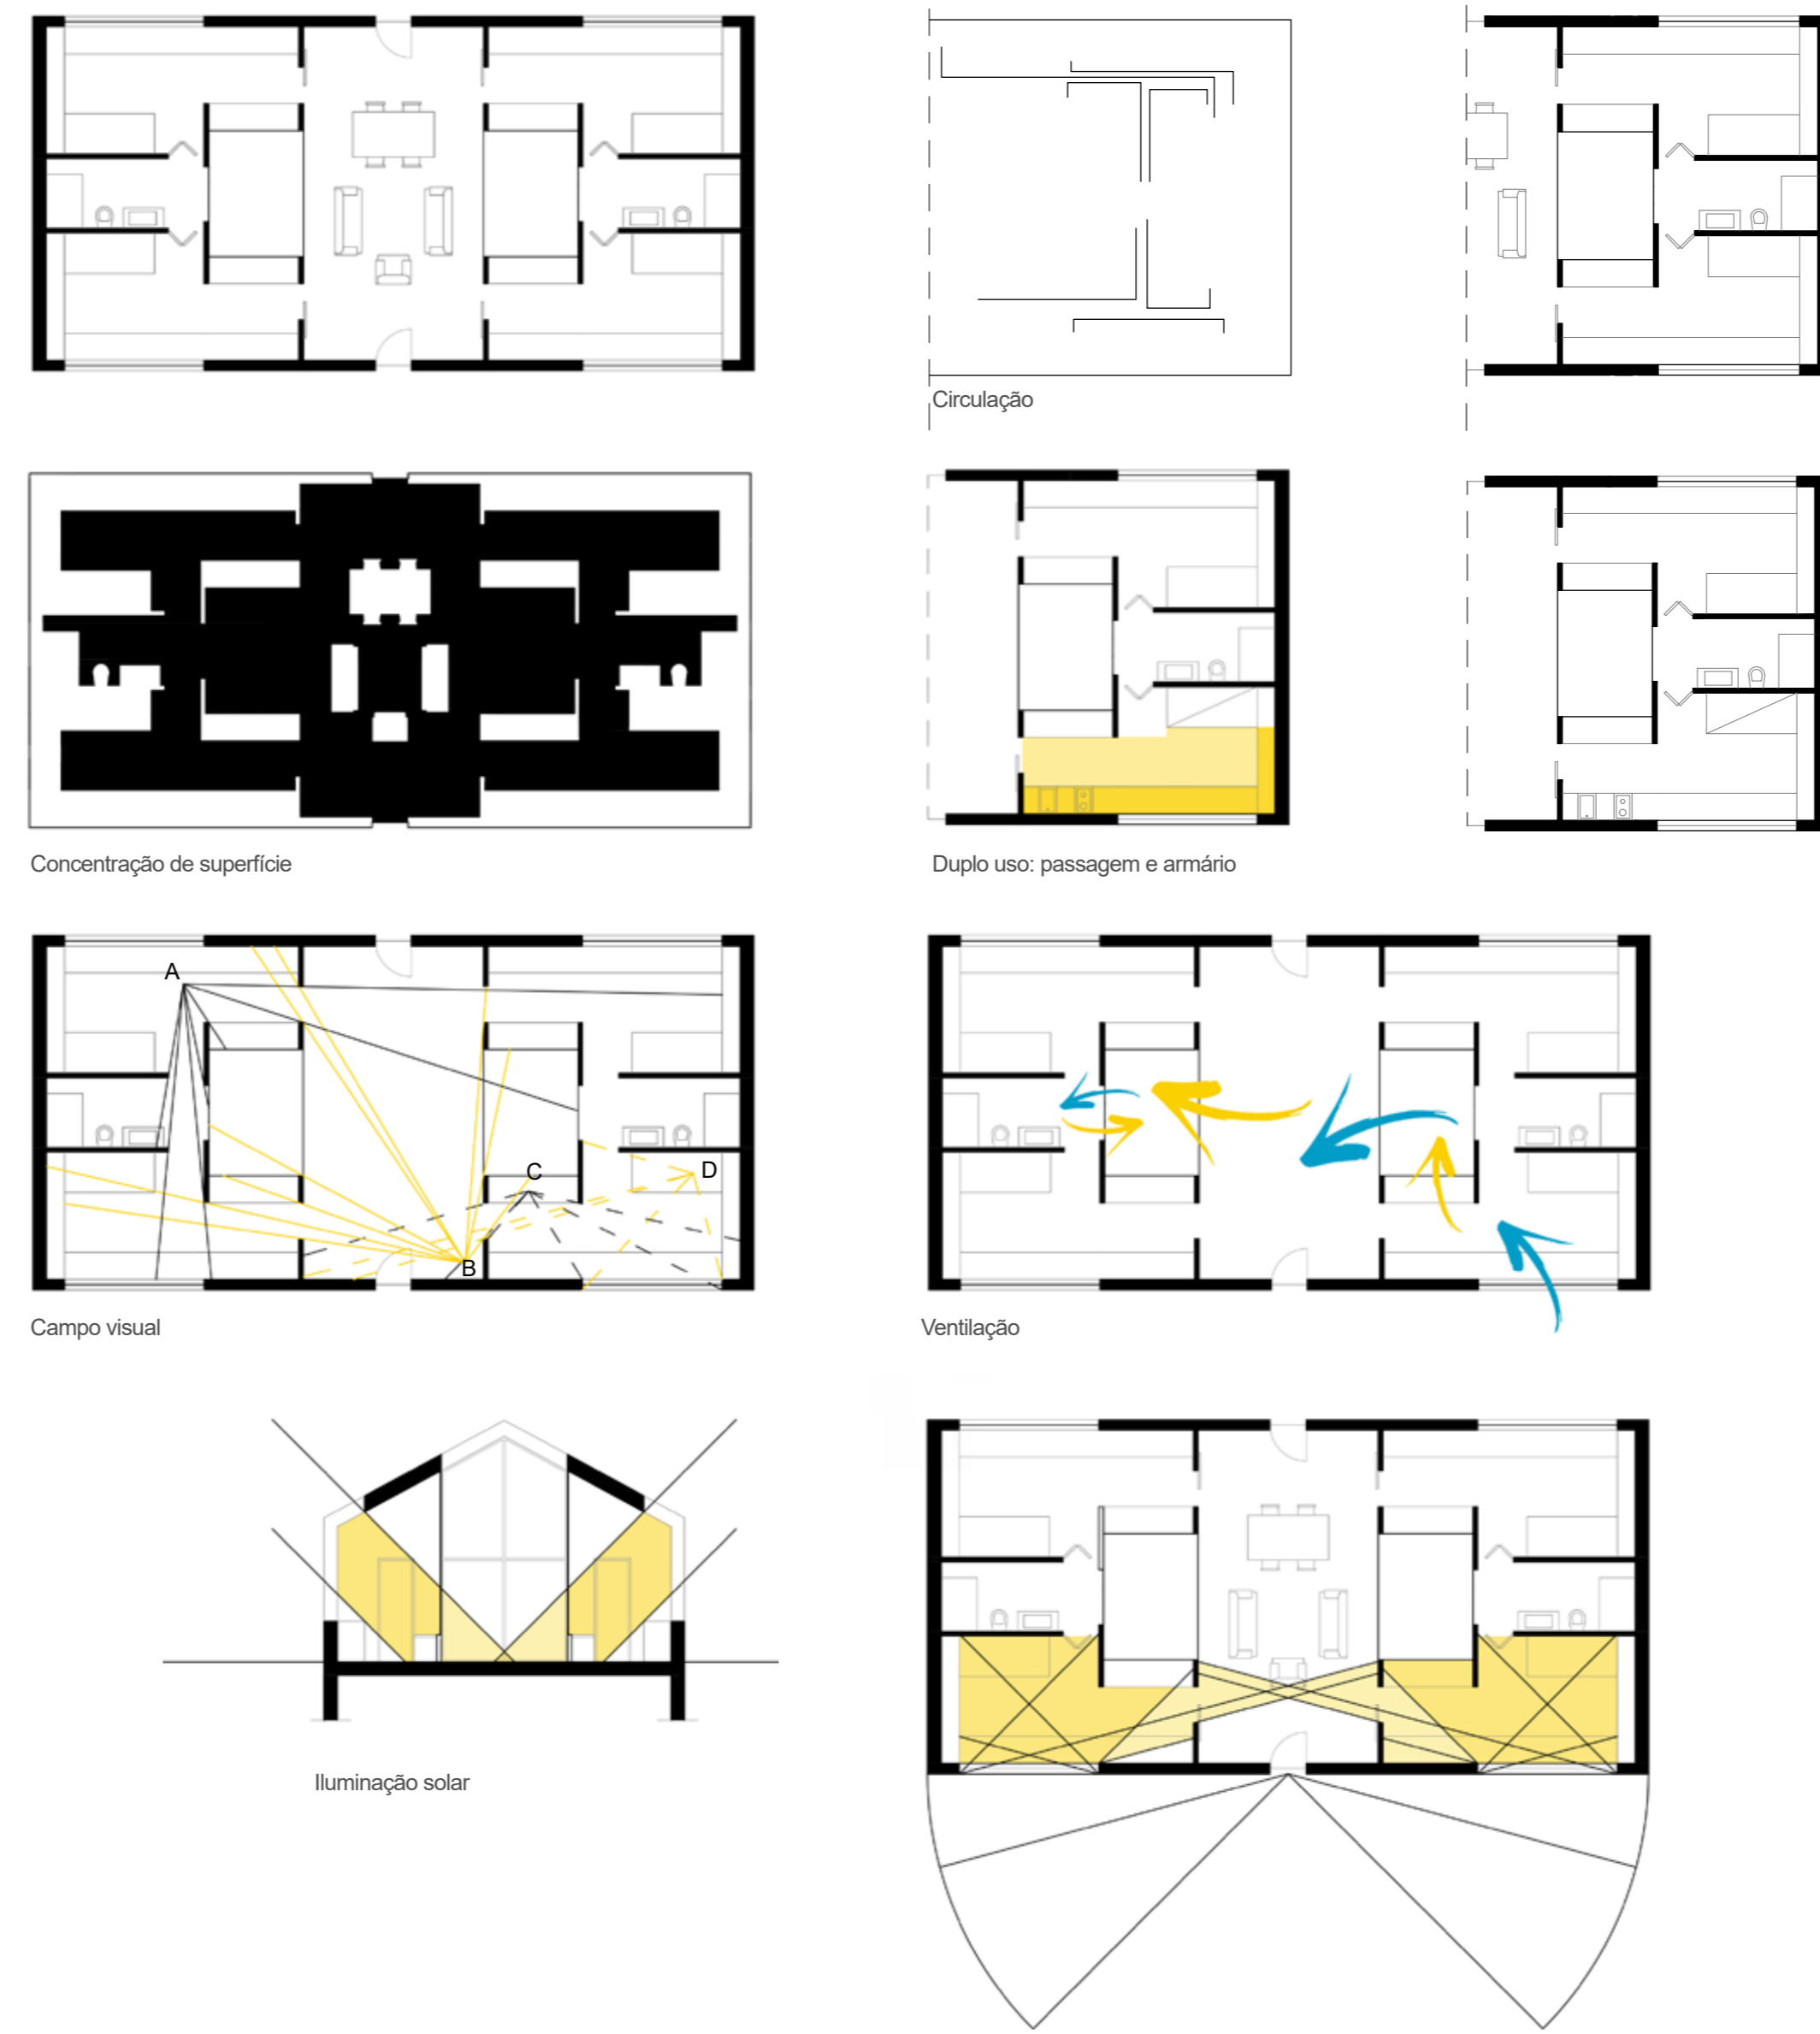 Circulação
Concentração de superfície
Duplo uso: passagem e armário
A
C
D
B
Campo visual
Ventilação
Iluminação solar